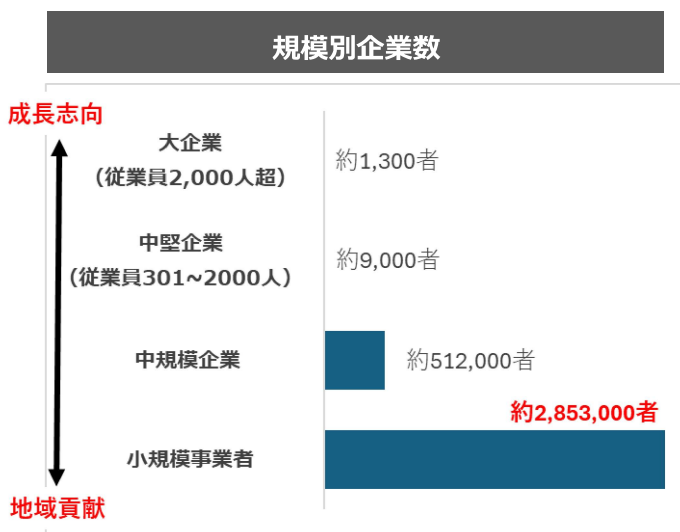 規模別企業数
成長志向
大企業
（従業員2,000人超）
約1,300者
中堅企業
（従業員301~2000人）
約9,000者
中規模企業
約512,000者
約2,853,000者
小規模事業者
地域貢献